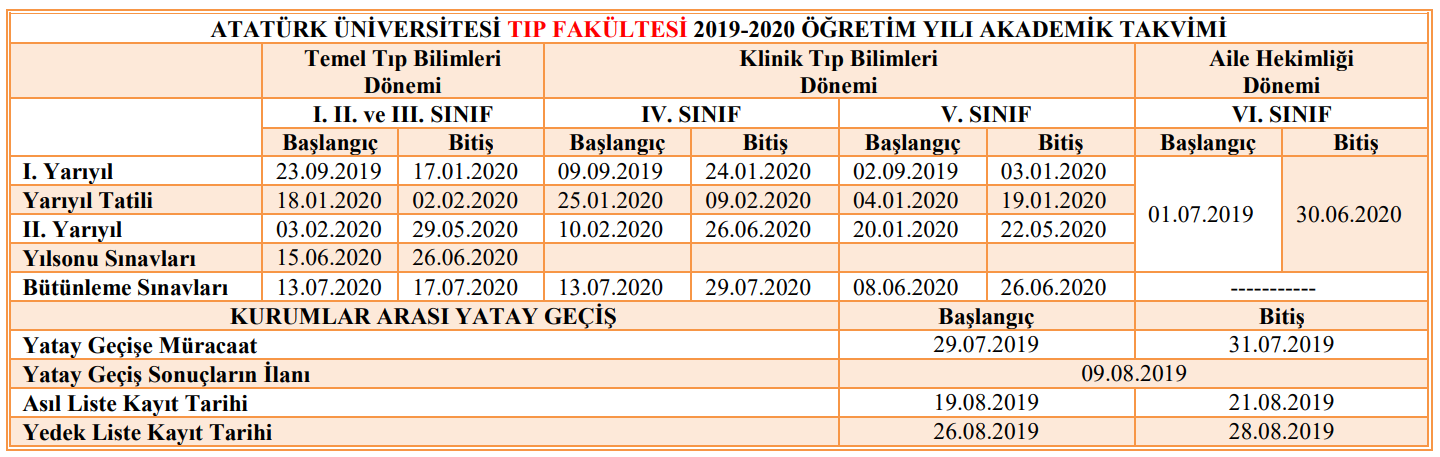 ATATÜRK ÜNİVERSİTESİ TIP FAKÜLTESİ 2019-2020 ÖĞRETİM YILI AKADEMİK TAKVİMİ
Temel Tıp Bilimleri Klinik Tıp Bilimleri Aile Hekimliği
Dönemi Dönemi Dönemi
I. II. ve III. SINIF IV. SINIF V. SINIF VI. SINIF
Başlangıç Bitiş Başlangıç Bitiş Başlangıç Bitiş Başlangıç Bitiş
I. Yarıyıl 23.09.2019 17.01.2020 09.09.2019 24.01.2020 02.09.2019 03.01.2020
Yarıyıl Tatili 18.01.2020 02.02.2020 25.01.2020 09.02.2020 04.01.2020 19.01.2020
01.07.2019 30.06.2020
II. Yarıyıl 03.02.2020 29.05.2020 10.02.2020 26.06.2020 20.01.2020 22.05.2020
Yılsonu Sınavları 15.06.2020 26.06.2020
Bütünleme Sınavları 13.07.2020 17.07.2020 13.07.2020 29.07.2020 08.06.2020 26.06.2020 -----------
KURUMLAR ARASI YATAY GEÇİŞ Başlangıç Bitiş
Yatay Geçişe Müracaat 29.07.2019 31.07.2019
Yatay Geçiş Sonuçların İlanı 09.08.2019
Asıl Liste Kayıt Tarihi 19.08.2019 21.08.2019
Yedek Liste Kayıt Tarihi 26.08.2019 28.08.2019